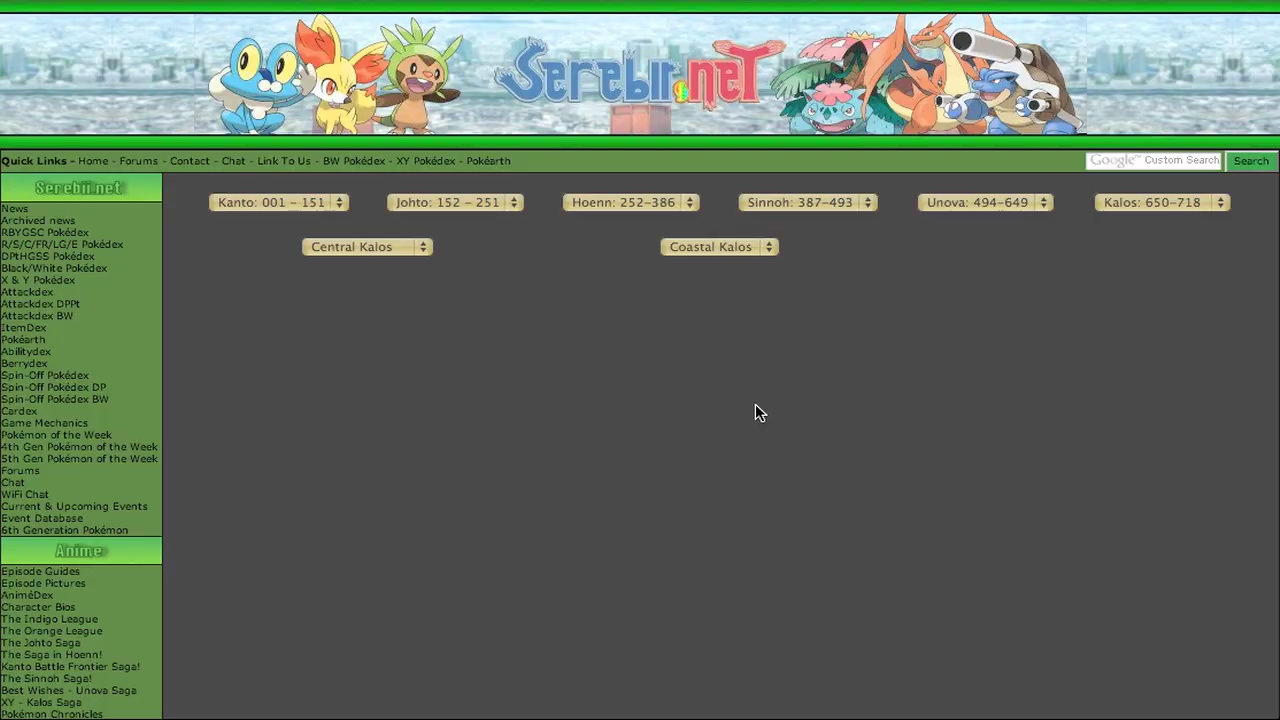 Serebii.net
Quick Links - Home - Forums - Contact - Chat - Link To Us - BW Pokédex - XY Pokédex - Pokéarth
Google™ Custom Search
Search
Serebii.net
News
Archived news
RBYGSC Pokédex
R/S/C/FR/LG/E Pokédex
DPtHGSS Pokédex
Black/White Pokédex
X & Y Pokédex
Attackdex
Attackdex DPPt
Attackdex BW
ItemDex
Pokéarth
Abilitydex
Berrydex
Spin-Off Pokédex
Spin-Off Pokédex DP
Spin-Off Pokédex BW
Cardex
Game Mechanics
Pokémon of the Week
4th Gen Pokémon of the Week
5th Gen Pokémon of the Week
Forums
Chat
WiFi Chat
Current & Upcoming Events
Event Database
6th Generation Pokémon
Anime
Episode Guides
Episode Pictures
AniméDex
Character Bios
The Indigo League
The Orange League
The Johto Saga
The Saga in Hoenn!
Kanto Battle Frontier Saga!
The Sinnoh Saga!
Best Wishes - Unova Saga
XY - Kalos Saga
Pokémon Chronicles
Kanto: 001 - 151
Johto: 152 - 251
Hoenn: 252-386
Sinnoh: 387-493
Unova: 494-649
Kalos: 650-718
Central Kalos
Coastal Kalos